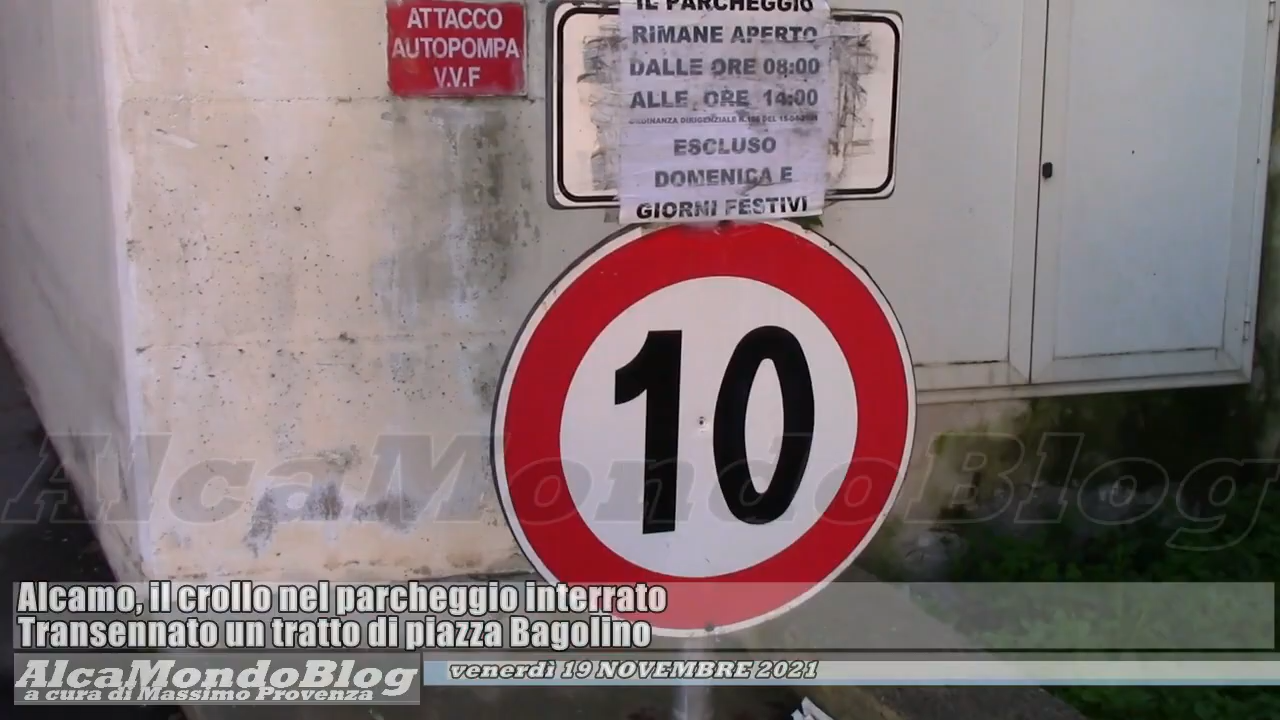 ATTACCO
AUTOPOMPA
V.V.F
IL PARCHEGGIO
RIMANE APERTO
DALLE ORE 08:00
ALLE ORE 14:00
ESCLUSO
DOMENICA E
GIORNI FESTIVI
10
AlcaMondoBlog
Alcamo, il crollo nel parcheggio interrato
Transennato un tratto di piazza Bagolino
AlcaMondoBlog
a cura di Massimo Provenza
venerdì 19 NOVEMBRE 2021